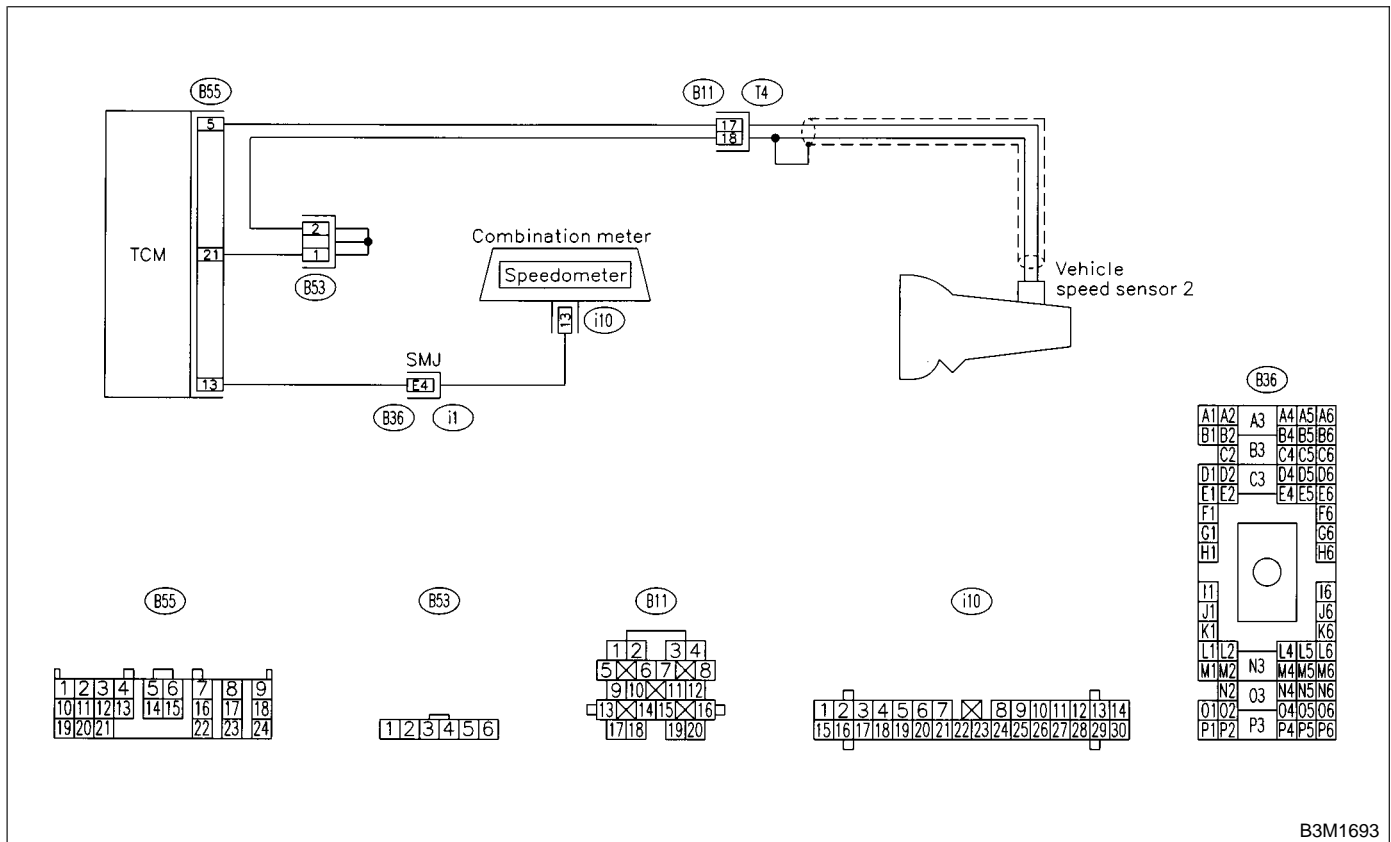 B55
B11 T4
5
17
18
2
TCM
21
1
B53
Combination meter
Speedometer
13
i10
Vehicle
speed sensor 2
SMJ
13
E4
B36 i1
B36
A1 A2 A3 A4 A5 A6
B1 B2 B3 B4 B5 B6
C2 C4 C5 C6
D1 D2 C3 D4 D5 D6
E1 E2 E4 E5 E6
F1 F6
G1 G6
H1 H6
I1 I6
J1 J6
K1 K6
L1 L2 L4 L5 L6
M1 M2 N3 M4 M5 M6
N2 O3 N4 N5 N6
O1 O2 O4 O5 O6
P1 P2 P3 P4 P5 P6
B55
1 2 3 4 5 6 7 8 9
10 11 12 13 14 15 16 17 18
19 20 21 22 23 24
B53
1 2 3 4 5 6
B11
1 2 3 4
5 6 7 8
9 10 11 12
13 14 15 16
17 18 19 20
i10
1 2 3 4 5 6 7 8 9 10 11 12 13 14
15 16 17 18 19 20 21 22 23 24 25 26 27 28 29 30
B3M1693